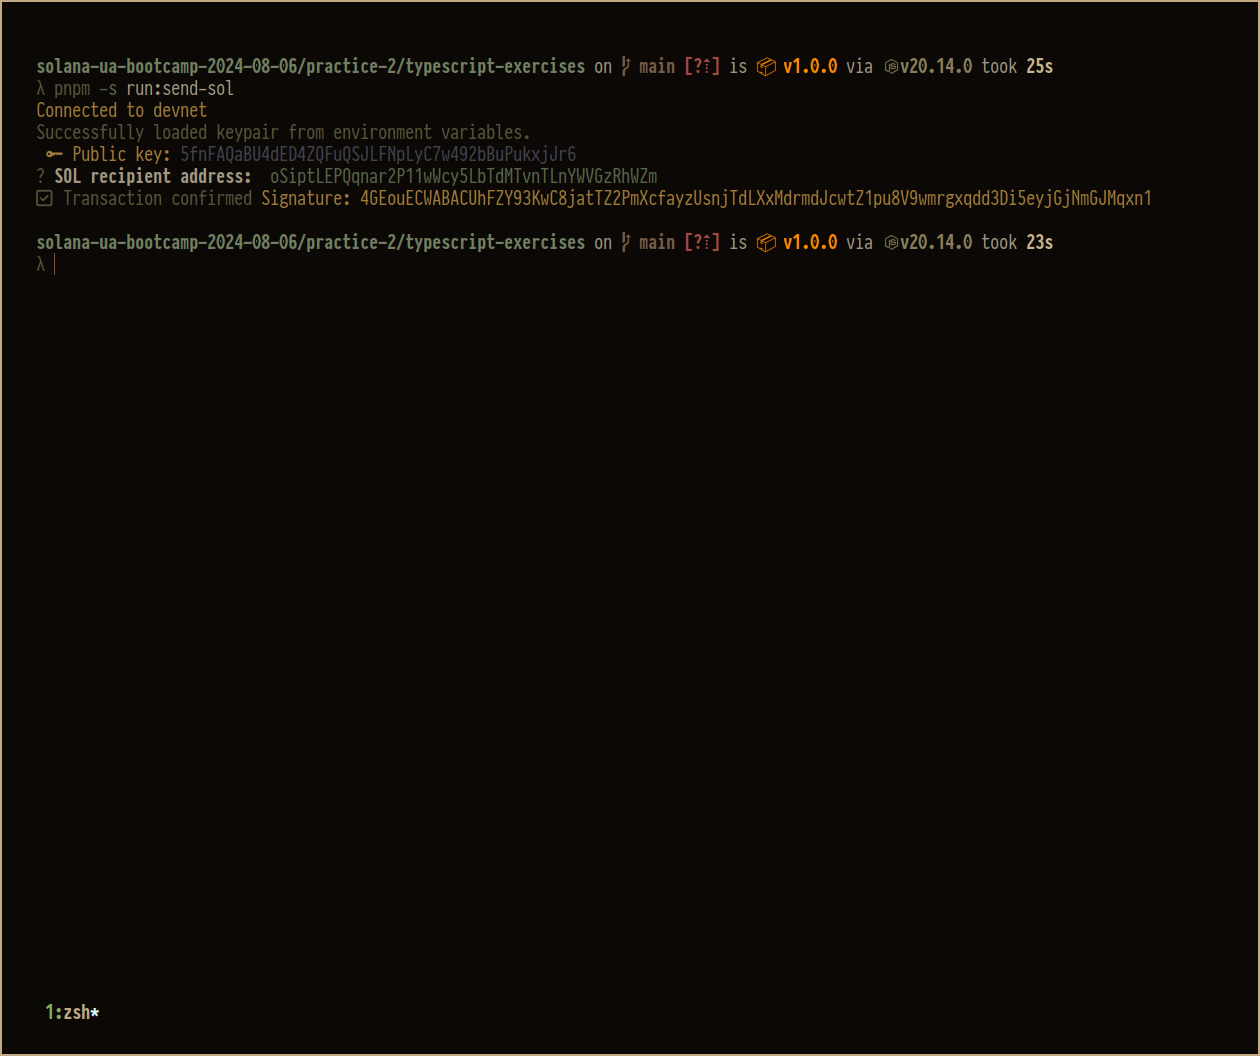 solana-ua-bootcamp-2024-08-06/practice-2/typescript-exercises on main [?⇡] is 📦 v1.0.0 via v20.14.0 took 25s
λ pnpm -s run:send-sol
Connected to devnet
Successfully loaded keypair from environment variables.
Public key: 5fnFAQaBU4dED4ZQFuQSJLFNpLyC7w492bBuPukxjJr6
? SOL recipient address: oSiptLEPQqnar2P11wWcy5LbTdMTvnTLnYWVGzRhWZm
Transaction confirmed Signature: 4GEouECWABACUhFZY93KwC8jatTZ2PmXcfayzUsnjTdLXxMdrmdJcwtZ1pu8V9wmrgxqdd3Di5eyjGjNmGJMqxn1
solana-ua-bootcamp-2024-08-06/practice-2/typescript-exercises on main [?⇡] is 📦 v1.0.0 via v20.14.0 took 23s
λ
1:zsh*